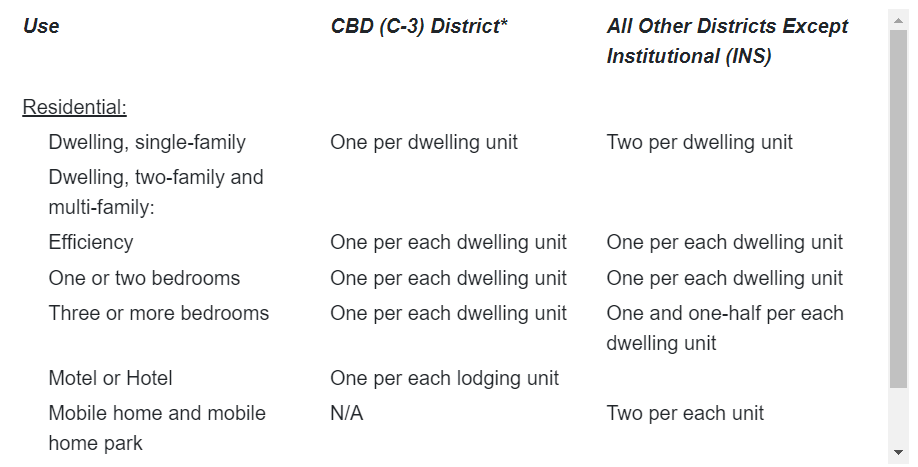 Use CBD (C-3) District* All Other Districts Except
Institutional (INS)
Residential:
Dwelling, single-family One per dwelling unit Two per dwelling unit
Dwelling, two-family and
multi-family:
Efficiency One per each dwelling unit One per each dwelling unit
One or two bedrooms One per each dwelling unit One per each dwelling unit
Three or more bedrooms One per each dwelling unit One and one-half per each
dwelling unit
Motel or Hotel One per each lodging unit
Mobile home and mobile N/A Two per each unit
home park